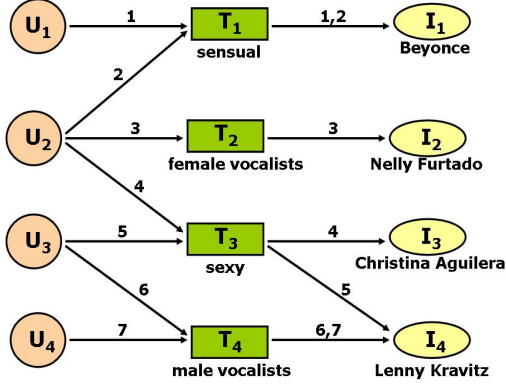 U1 1 T1 1,2 I1
sensual Beyonce
2
U2 3 T2 3 I2
female vocalists Nelly Furtado
4
U3 5 T3 4 I3
sexy Christina Aguilera
6 5
U4 7 T4 6,7 I4
male vocalists Lenny Kravitz